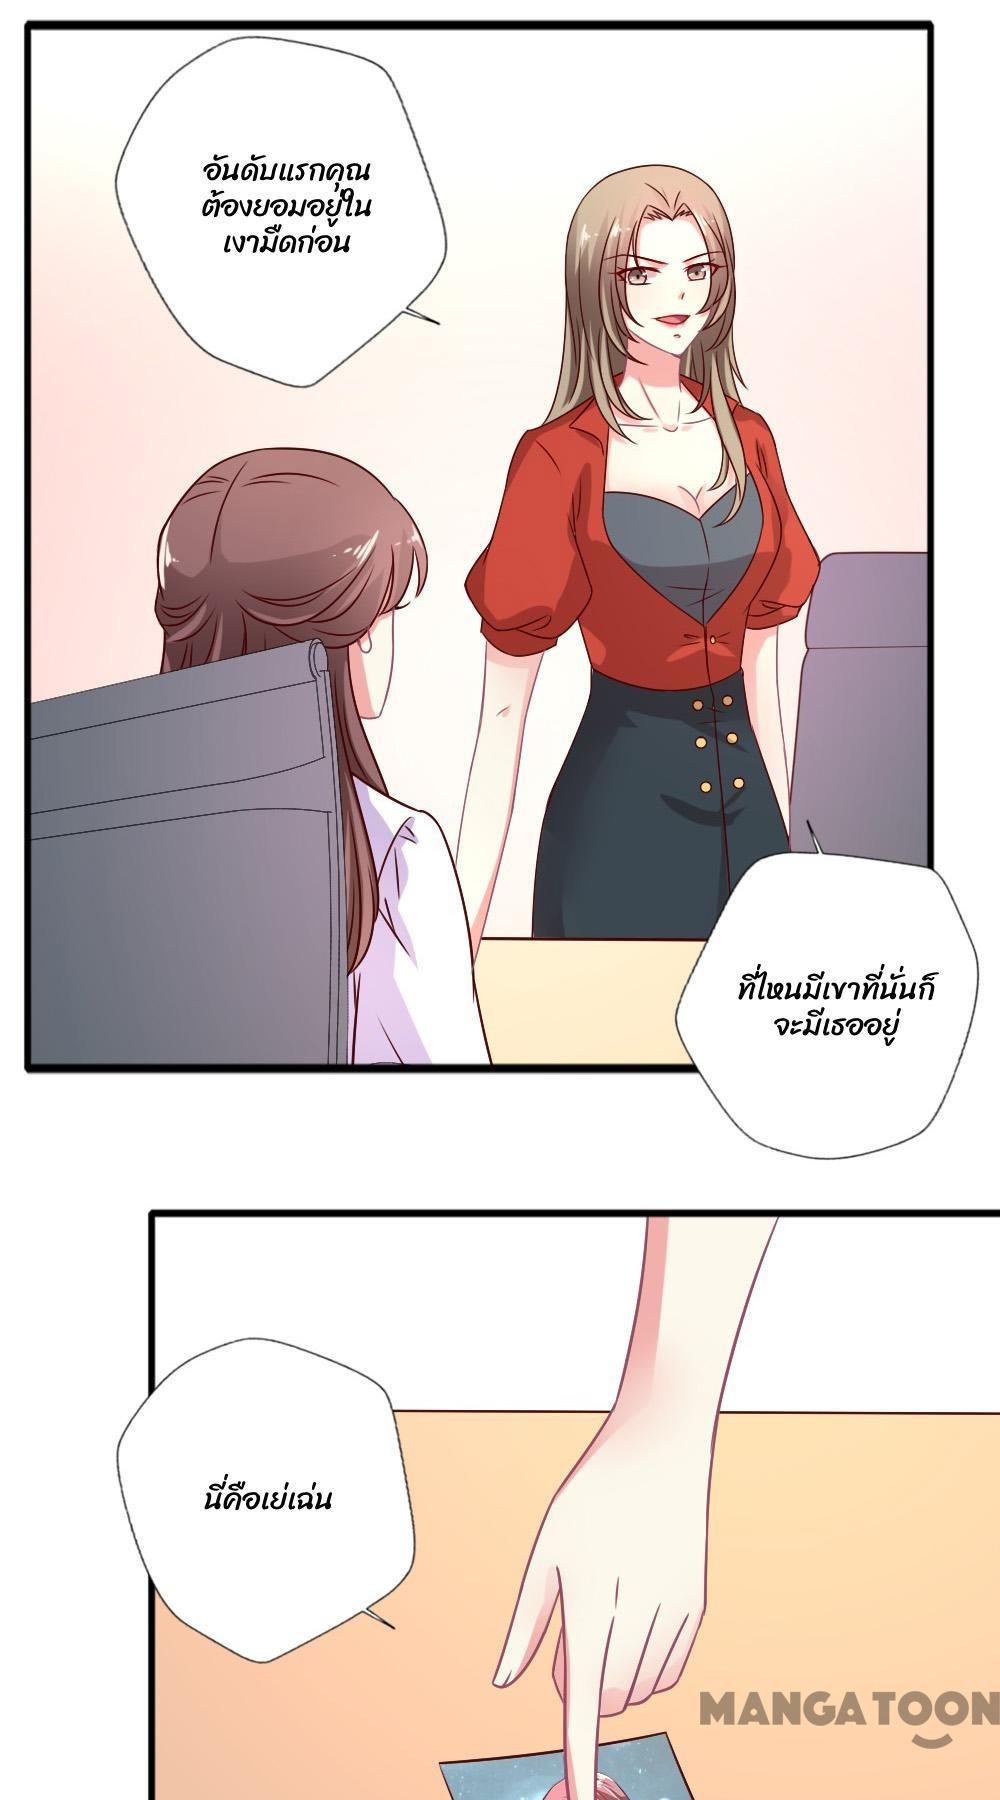 อันดับแรกคุณ
ต้องยอมอยู่ใน
เงามืดก่อน
ที่ไหนมีเขาที่นั่นก็
จะมีเธออยู่
นี่คือเย่เฉ่น
MANGATOON